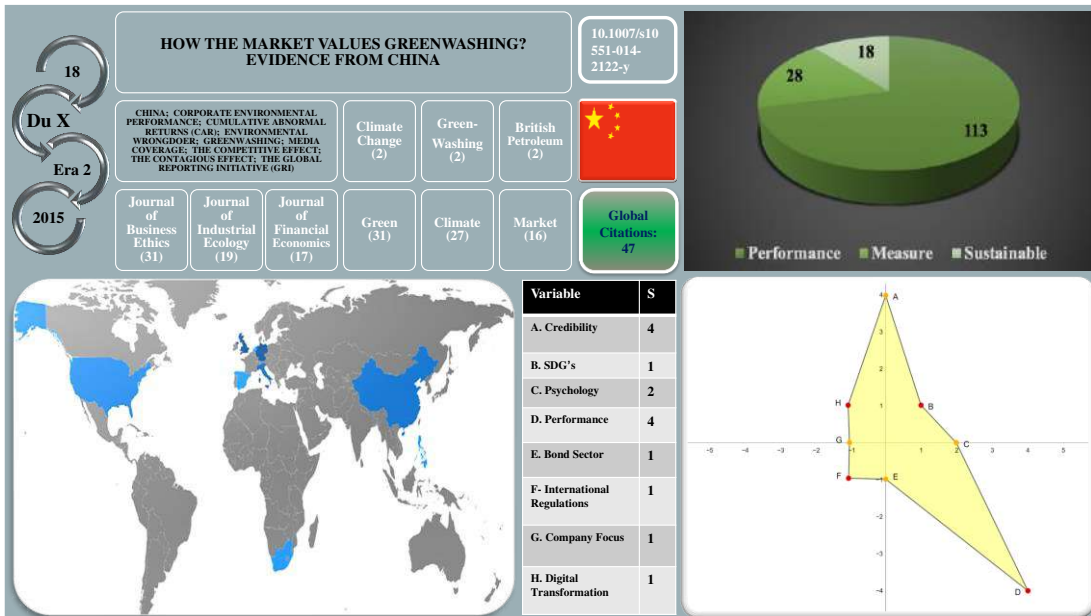 18
Du X
Era 2
2015
HOW THE MARKET VALUES GREENWASHING?
EVIDENCE FROM CHINA
10.1007/s10
551-014-
2122-y
CHINA; CORPORATE ENVIRONMENTAL
PERFORMANCE; CUMULATIVE ABNORMAL
RETURNS (CAR); ENVIRONMENTAL
WRONGDOER; GREENWASHING; MEDIA
COVERAGE; THE COMPETITIVE EFFECT;
THE CONTAGIOUS EFFECT; THE GLOBAL
REPORTING INITIATIVE (GRI)
Climate
Change
(2)
Green-
Washing
(2)
British
Petroleum
(2)
Journal
of
Business
Ethics
(31)
Journal
of
Industrial
Ecology
(19)
Journal
of
Financial
Economics
(17)
Green
(31)
Climate
(27)
Market
(16)
Global
Citations:
47
18
28
113
Performance Measure Sustainable
Variable S
A. Credibility 4
B. SDG's 1
C. Psychology 2
D. Performance 4
E. Bond Sector 1
F- International
Regulations 1
G. Company Focus 1
H. Digital
Transformation 1
4 A
3
2
H 1 B
G C
-5 -4 -3 -2 -1 0 1 2 3 4 5
F -1 E
-2
-3
-4 D